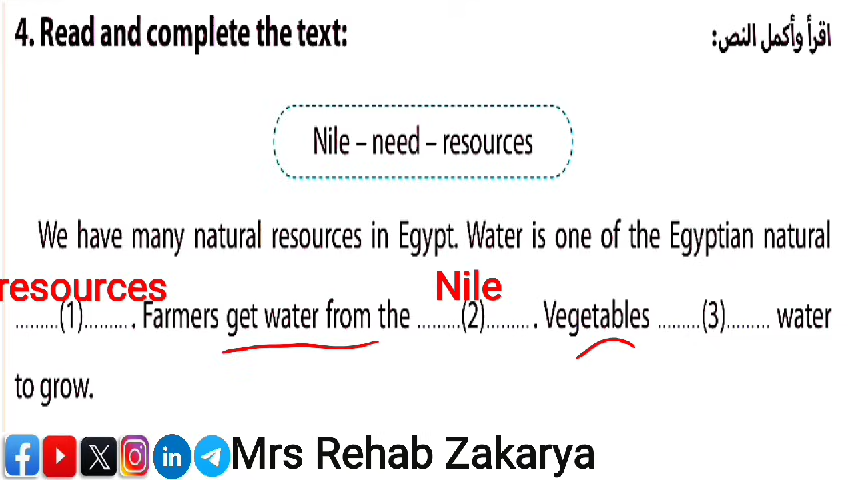 4. Read and complete the text:
اقرأ وأكمل النص:
Nile – need – resources
We have many natural resources in Egypt. Water is one of the Egyptian natural
resources Nile
.........(1)......... . Farmers get water from the .........(2)......... . Vegetables .........(3)......... water
to grow.
Mrs Rehab Zakarya